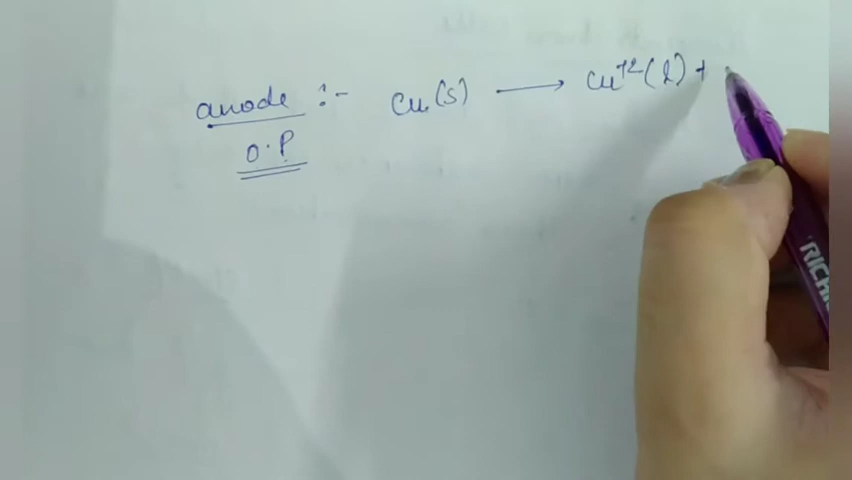 anode :- Cu(s) → Cu⁺²(l) +
O.P